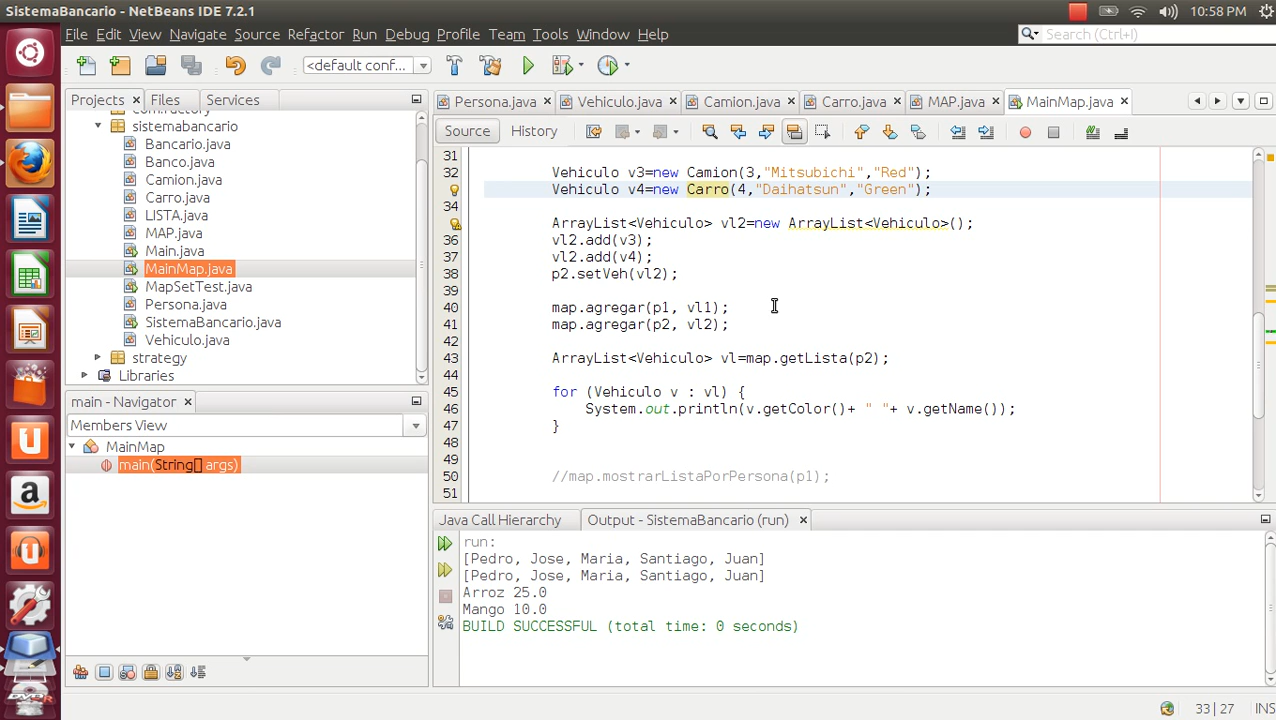 SistemaBancario - NetBeans IDE 7.2.1
10:58 PM
File Edit View Navigate Source Refactor Run Debug Profile Team Tools Window Help
Search (Ctrl+I)
<default conf...
Projects Files Services
sistemabancario
Bancario.java
Banco.java
Camion.java
Carro.java
LISTA.java
MAP.java
Main.java
MainMap.java
MapSetTest.java
Persona.java
SistemaBancario.java
Vehiculo.java
strategy
Libraries
main - Navigator
Members View
MainMap
main(String[] args)
Persona.java Vehiculo.java Camion.java Carro.java MAP.java MainMap.java
Source History
31
32 Vehiculo v3=new Camion(3,"Mitsubichi","Red");
Vehiculo v4=new Carro(4,"Daihatsun","Green");
34
ArrayList<Vehiculo> vl2=new ArrayList<Vehiculo>();
36 vl2.add(v3);
37 vl2.add(v4);
38 p2.setVeh(vl2);
39
40 map.agregar(p1, vl1);
41 map.agregar(p2, vl2);
42
43 ArrayList<Vehiculo> vl=map.getLista(p2);
44
45 for (Vehiculo v : vl) {
46 System.out.println(v.getColor()+ " "+ v.getName());
47 }
48
49
50 //map.mostrarListaPorPersona(p1);
51
Java Call Hierarchy Output - SistemaBancario (run)
run:
[Pedro, Jose, Maria, Santiago, Juan]
[Pedro, Jose, Maria, Santiago, Juan]
Arroz 25.0
Mango 10.0
BUILD SUCCESSFUL (total time: 0 seconds)
33|27 INS